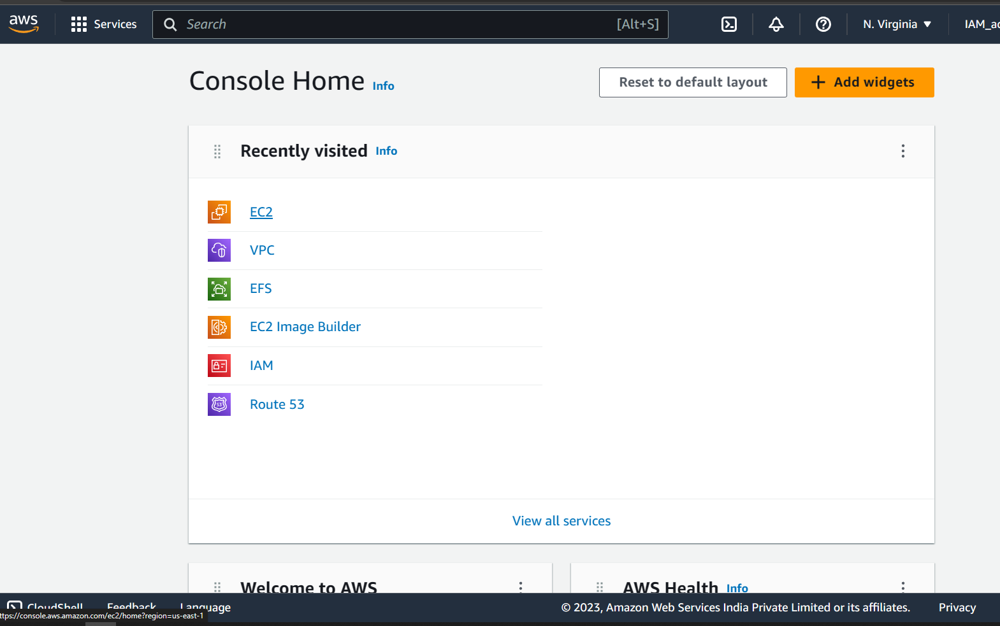 aws Services Search [Alt+S] N. Virginia
Console Home Info
Reset to default layout
+ Add widgets
Recently visited Info
EC2
VPC
EFS
EC2 Image Builder
IAM
Route 53
View all services
Welcome to AWS
AWS Health Info
CloudShell Feedback Language © 2023, Amazon Web Services India Private Limited or its affiliates. Privacy
ttps://console.aws.amazon.com/ec2/home?region=us-east-1